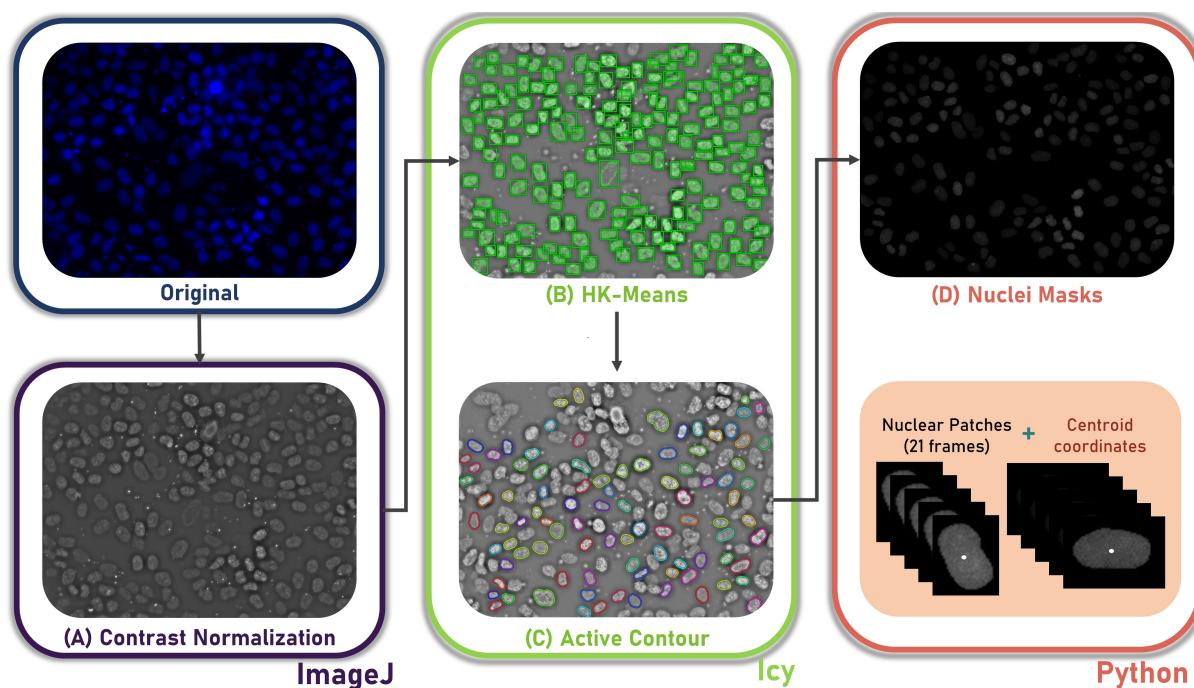 Original
(A) Contrast Normalization
ImageJ
(B) HK-Means
(C) Active Contour
Icy
(D) Nuclei Masks
Nuclear Patches
(21 frames)
+
Centroid
coordinates
Python